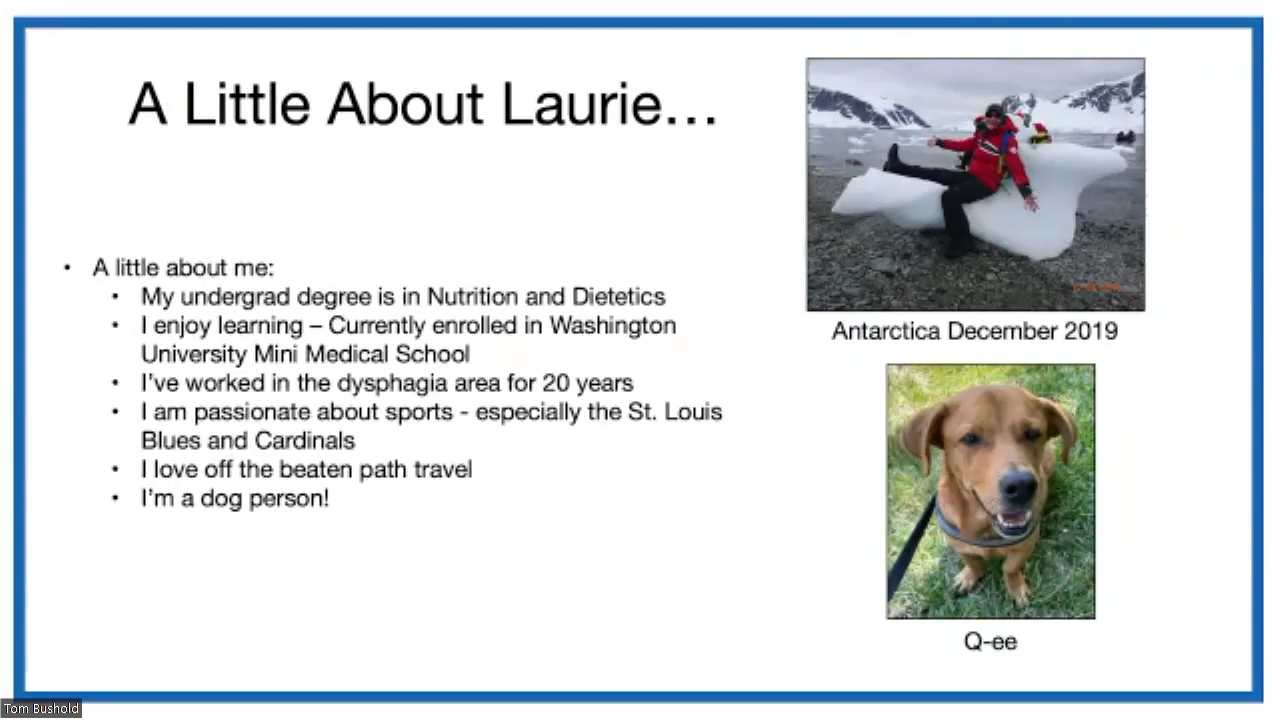 A Little About Laurie…
• A little about me:
• My undergrad degree is in Nutrition and Dietetics
• I enjoy learning – Currently enrolled in Washington
University Mini Medical School
• I’ve worked in the dysphagia area for 20 years
• I am passionate about sports - especially the St. Louis
Blues and Cardinals
• I love off the beaten path travel
• I’m a dog person!
Antarctica December 2019
Q-ee
Tom Bushold